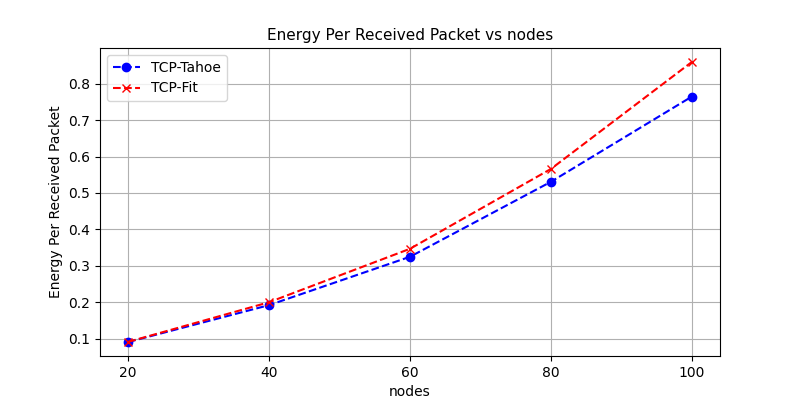 Energy Per Received Packet vs nodes
TCP-Tahoe
TCP-Fit
Energy Per Received Packet
0.8
0.7
0.6
0.5
0.4
0.3
0.2
0.1
20 40 60 80 100
nodes